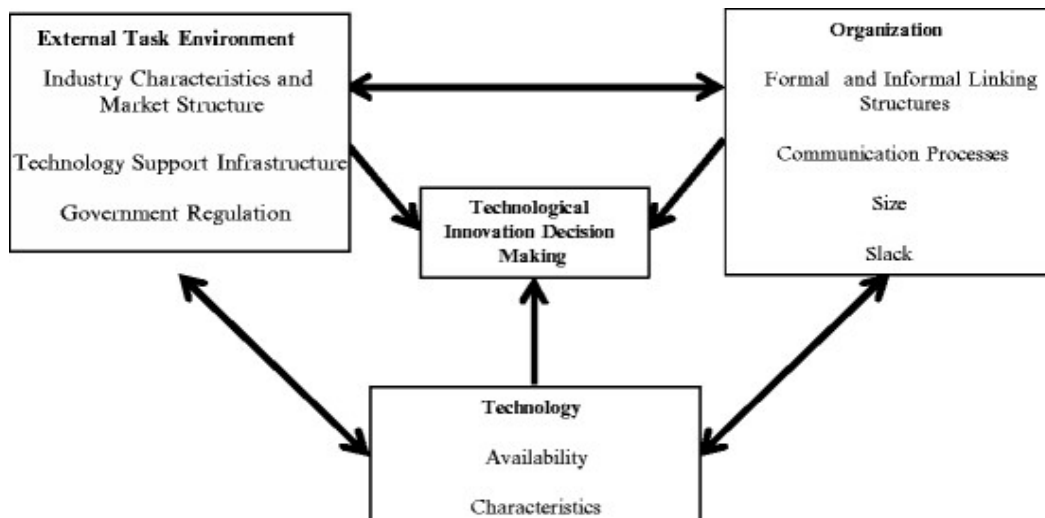 External Task Environment
Industry Characteristics and
Market Structure
Technology Support Infrastructure
Government Regulation
Organization
Formal and Informal Linking
Structures
Communication Processes
Size
Slack
Technological
Innovation Decision
Making
Technology
Availability
Characteristics